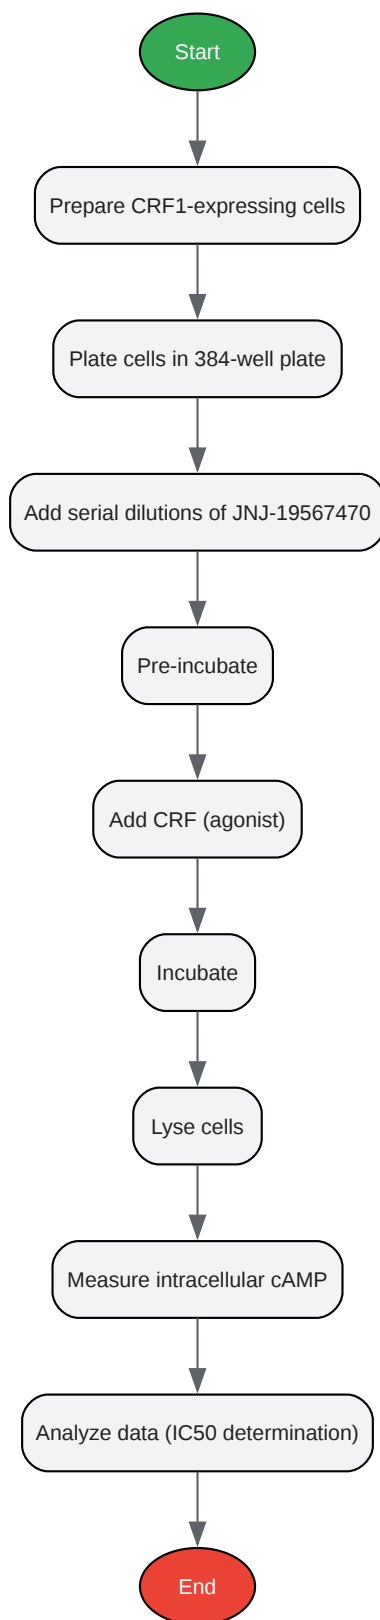 Start
Prepare CRF1-expressing cells
Plate cells in 384-well plate
Add serial dilutions of JNJ-19567470
Pre-incubate
Add CRF (agonist)
Incubate
Lyse cells
Measure intracellular cAMP
Analyze data (IC50 determination)
End